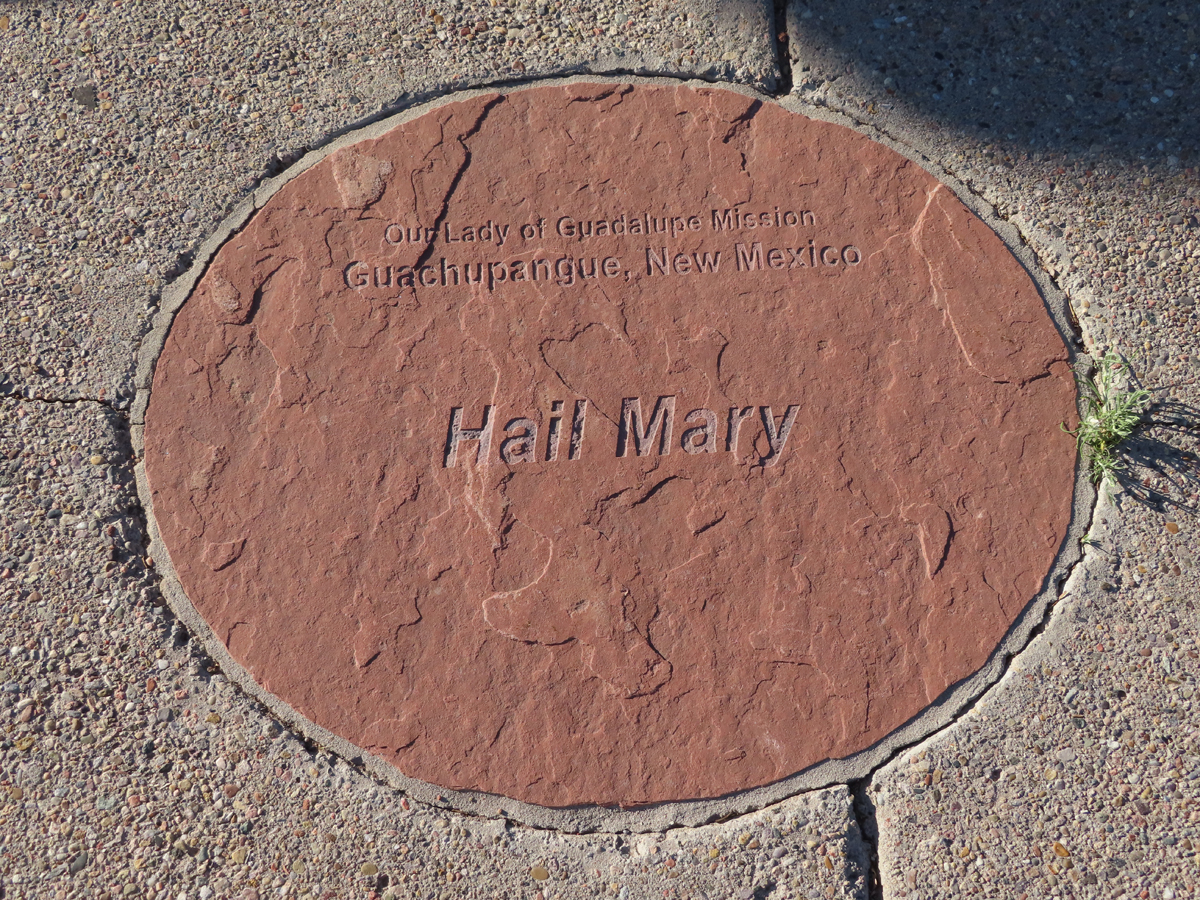 Our Lady of Guadalupe Mission
Guachupangue, New Mexico
Hail Mary